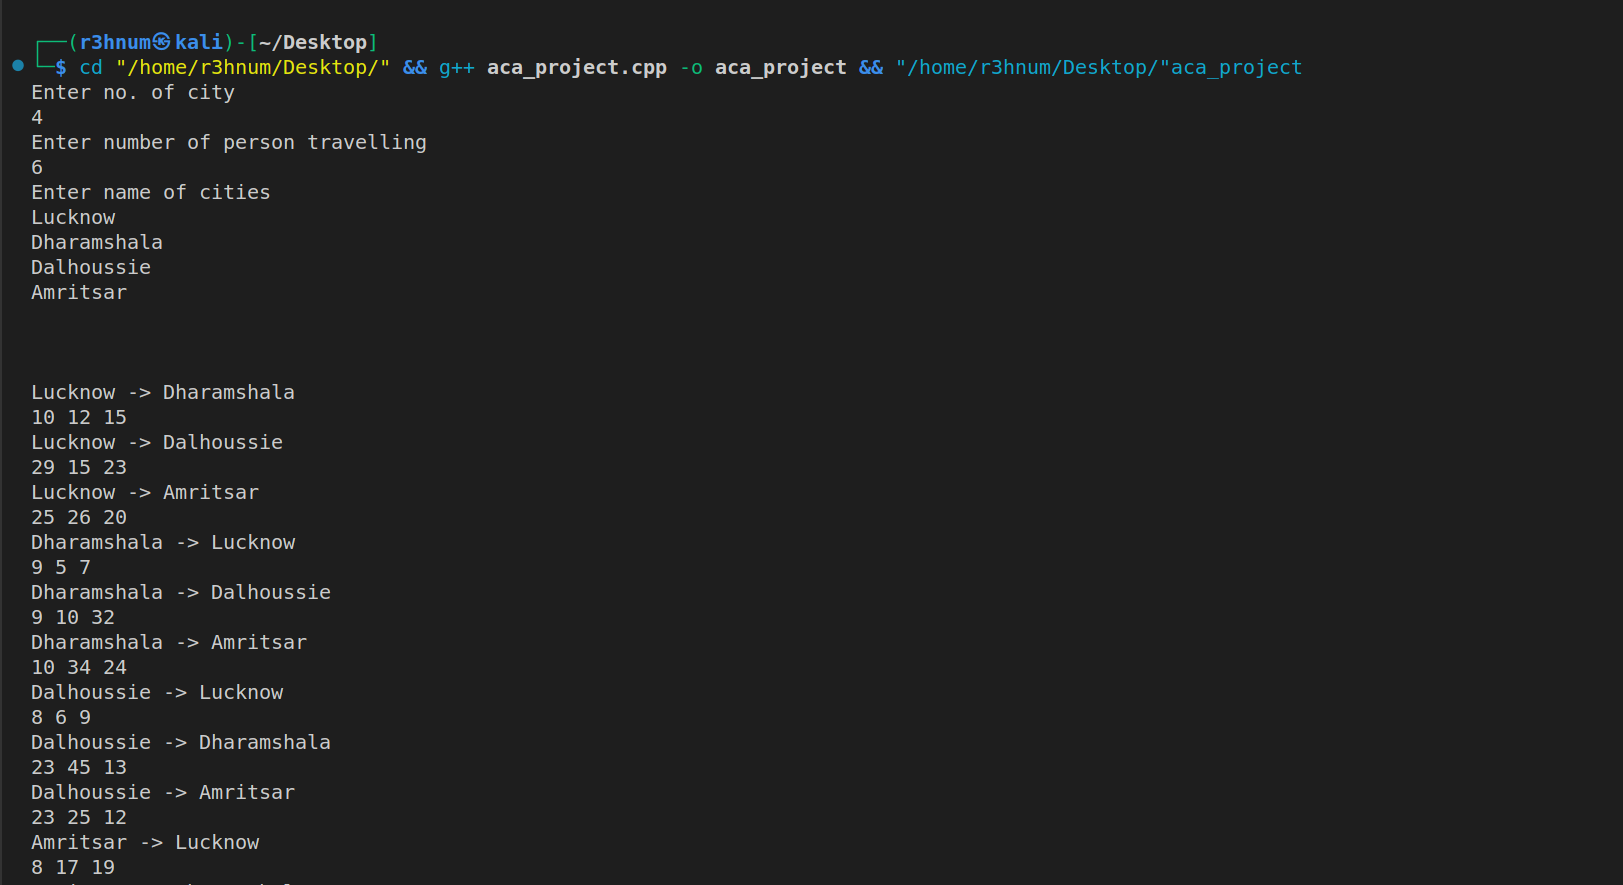 ┌──(r3hnum㉿kali)-[~/Desktop]
└─$ cd "/home/r3hnum/Desktop/" && g++ aca_project.cpp -o aca_project && "/home/r3hnum/Desktop/"aca_project
Enter no. of city
4
Enter number of person travelling
6
Enter name of cities
Lucknow
Dharamshala
Dalhoussie
Amritsar
Lucknow -> Dharamshala
10 12 15
Lucknow -> Dalhoussie
29 15 23
Lucknow -> Amritsar
25 26 20
Dharamshala -> Lucknow
9 5 7
Dharamshala -> Dalhoussie
9 10 32
Dharamshala -> Amritsar
10 34 24
Dalhoussie -> Lucknow
8 6 9
Dalhoussie -> Dharamshala
23 45 13
Dalhoussie -> Amritsar
23 25 12
Amritsar -> Lucknow
8 17 19